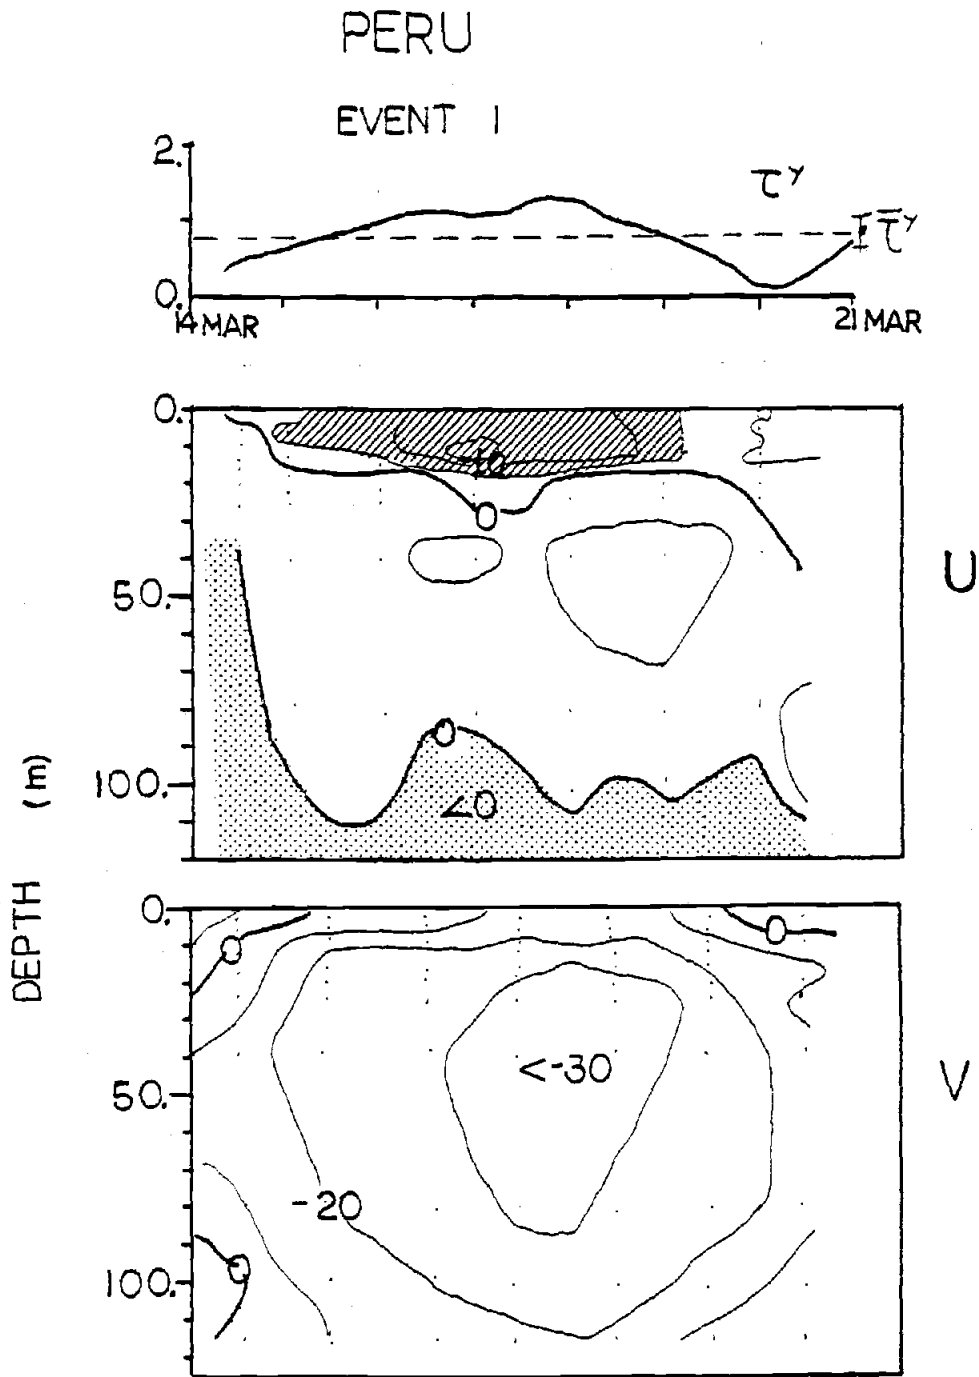 PERU
EVENT 1
2.
τʸ
τ̄ʸ
0.
14 MAR
21 MAR
0.
-10
0
50.
U
0
100.
<0
DEPTH (m)
0.
0
0
<-30
50.
V
-20
0
100.